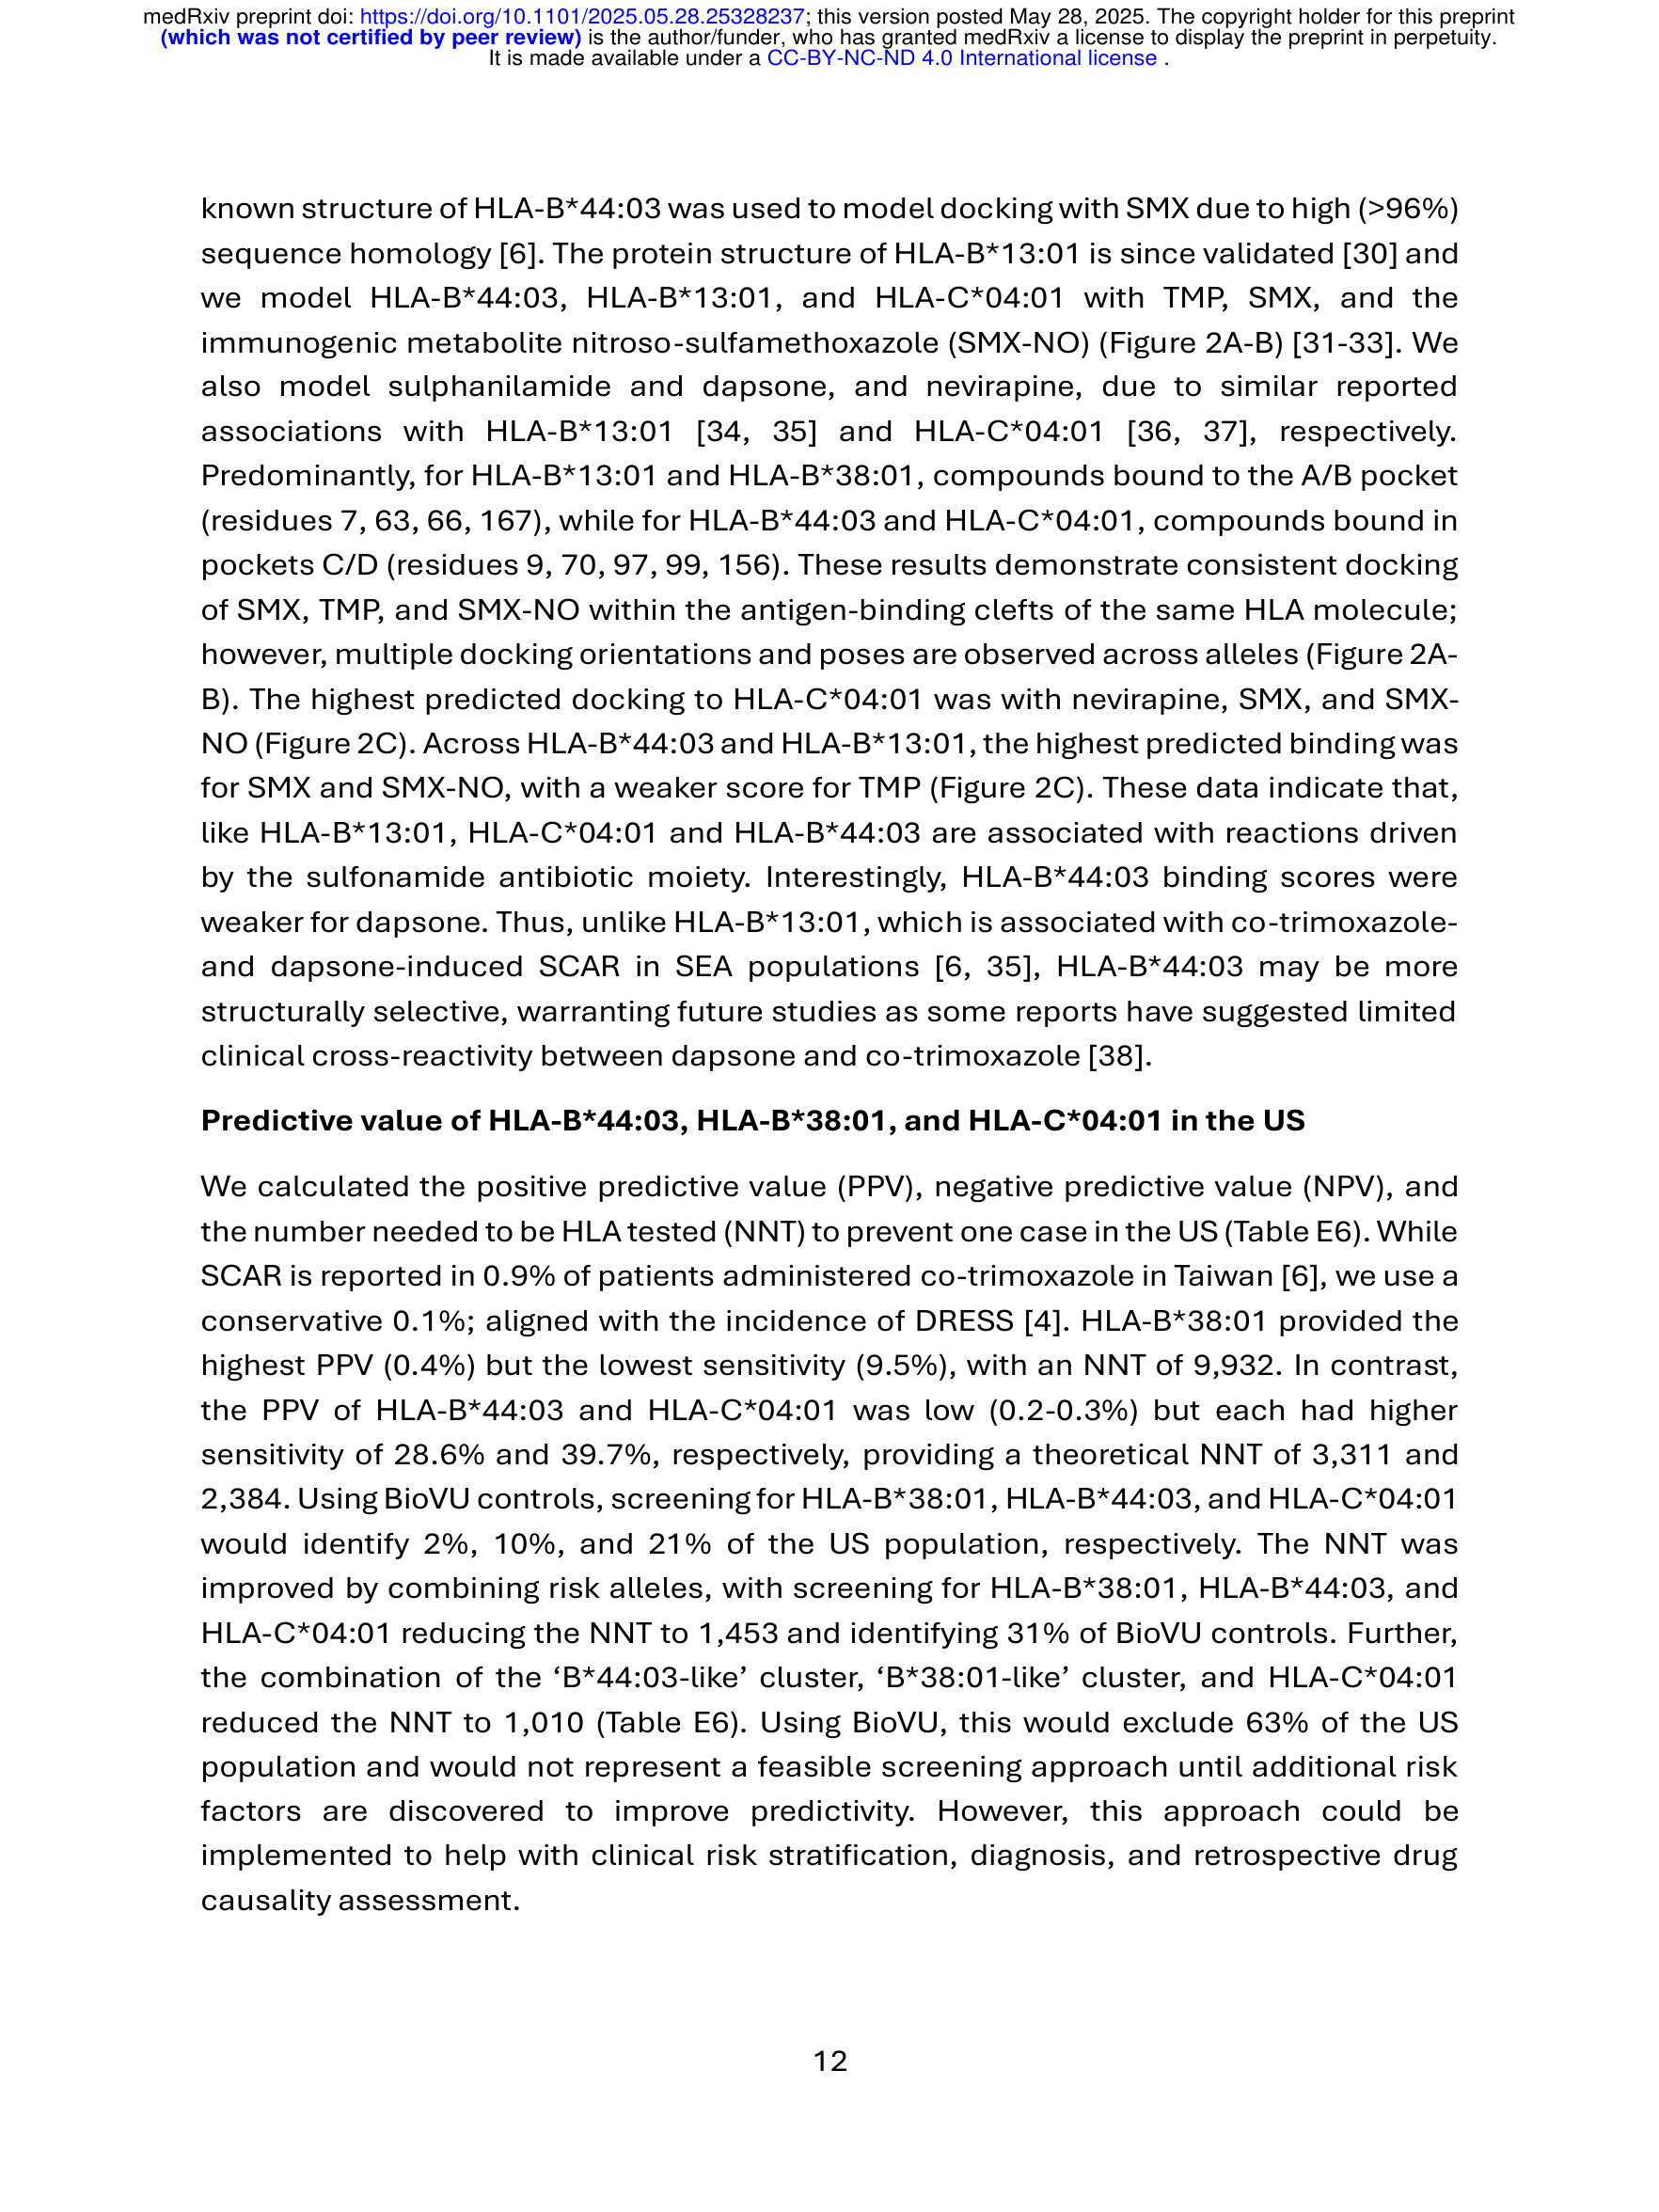 medRxiv preprint doi: https://doi.org/10.1101/2025.05.28.25328237; this version posted May 28, 2025. The copyright holder for this preprint
(which was not certified by peer review) is the author/funder, who has granted medRxiv a license to display the preprint in perpetuity.
It is made available under a CC-BY-NC-ND 4.0 International license .
known structure of HLA-B*44:03 was used to model docking with SMX due to high (>96%)
sequence homology [6]. The protein structure of HLA-B*13:01 is since validated [30] and
we model HLA-B*44:03, HLA-B*13:01, and HLA-C*04:01 with TMP, SMX, and the
immunogenic metabolite nitroso-sulfamethoxazole (SMX-NO) (Figure 2A-B) [31-33]. We
also model sulphanilamide and dapsone, and nevirapine, due to similar reported
associations with HLA-B*13:01 [34, 35] and HLA-C*04:01 [36, 37], respectively.
Predominantly, for HLA-B*13:01 and HLA-B*38:01, compounds bound to the A/B pocket
(residues 7, 63, 66, 167), while for HLA-B*44:03 and HLA-C*04:01, compounds bound in
pockets C/D (residues 9, 70, 97, 99, 156). These results demonstrate consistent docking
of SMX, TMP, and SMX-NO within the antigen-binding clefts of the same HLA molecule;
however, multiple docking orientations and poses are observed across alleles (Figure 2A-
B). The highest predicted docking to HLA-C*04:01 was with nevirapine, SMX, and SMX-
NO (Figure 2C). Across HLA-B*44:03 and HLA-B*13:01, the highest predicted binding was
for SMX and SMX-NO, with a weaker score for TMP (Figure 2C). These data indicate that,
like HLA-B*13:01, HLA-C*04:01 and HLA-B*44:03 are associated with reactions driven
by the sulfonamide antibiotic moiety. Interestingly, HLA-B*44:03 binding scores were
weaker for dapsone. Thus, unlike HLA-B*13:01, which is associated with co-trimoxazole-
and dapsone-induced SCAR in SEA populations [6, 35], HLA-B*44:03 may be more
structurally selective, warranting future studies as some reports have suggested limited
clinical cross-reactivity between dapsone and co-trimoxazole [38].
Predictive value of HLA-B*44:03, HLA-B*38:01, and HLA-C*04:01 in the US
We calculated the positive predictive value (PPV), negative predictive value (NPV), and
the number needed to be HLA tested (NNT) to prevent one case in the US (Table E6). While
SCAR is reported in 0.9% of patients administered co-trimoxazole in Taiwan [6], we use a
conservative 0.1%; aligned with the incidence of DRESS [4]. HLA-B*38:01 provided the
highest PPV (0.4%) but the lowest sensitivity (9.5%), with an NNT of 9,932. In contrast,
the PPV of HLA-B*44:03 and HLA-C*04:01 was low (0.2-0.3%) but each had higher
sensitivity of 28.6% and 39.7%, respectively, providing a theoretical NNT of 3,311 and
2,384. Using BioVU controls, screening for HLA-B*38:01, HLA-B*44:03, and HLA-C*04:01
would identify 2%, 10%, and 21% of the US population, respectively. The NNT was
improved by combining risk alleles, with screening for HLA-B*38:01, HLA-B*44:03, and
HLA-C*04:01 reducing the NNT to 1,453 and identifying 31% of BioVU controls. Further,
the combination of the ‘B*44:03-like’ cluster, ‘B*38:01-like’ cluster, and HLA-C*04:01
reduced the NNT to 1,010 (Table E6). Using BioVU, this would exclude 63% of the US
population and would not represent a feasible screening approach until additional risk
factors are discovered to improve predictivity. However, this approach could be
implemented to help with clinical risk stratification, diagnosis, and retrospective drug
causality assessment.
12